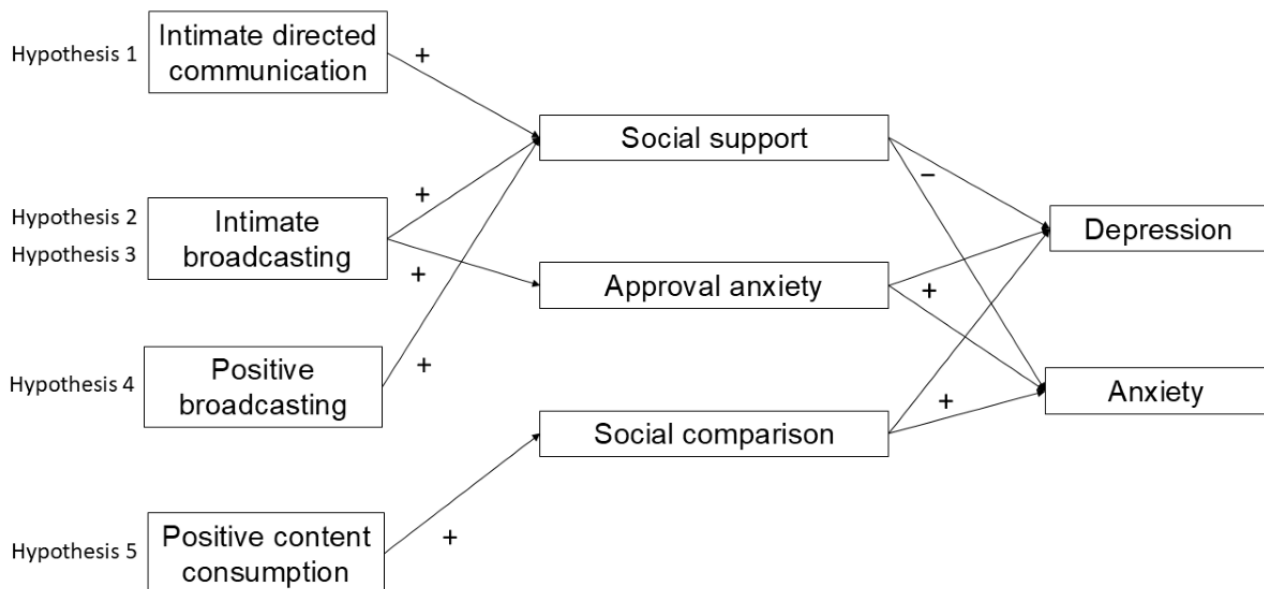 Hypothesis 1
Intimate directed
communication
+
Social support
−
Hypothesis 2
Hypothesis 3
Intimate
broadcasting
+
+
Approval anxiety
+
Depression
Hypothesis 4
Positive
broadcasting
+
Social comparison
+
Anxiety
Hypothesis 5
Positive content
consumption
+